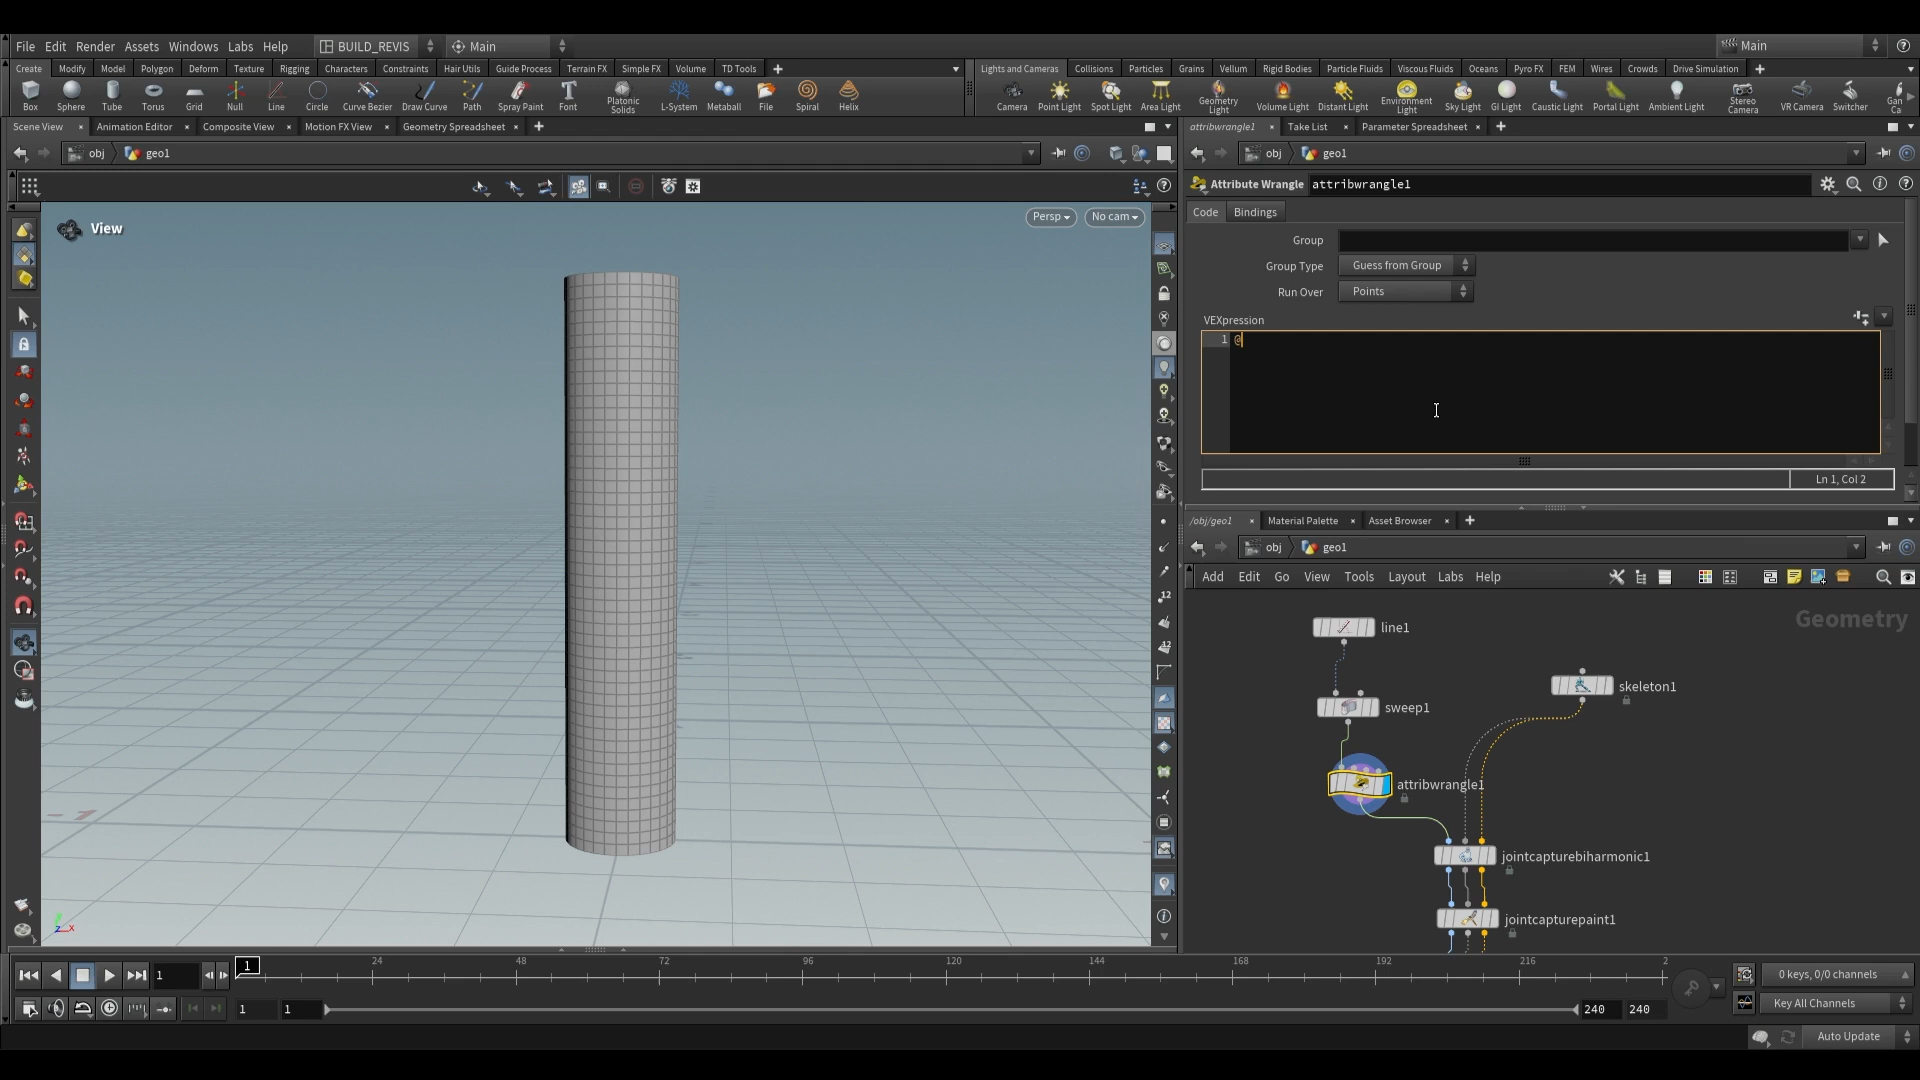 File Edit Render Assets Windows Labs Help BUILD_REVIS Main Main
Create Modify Model Polygon Deform Texture Rigging Characters Constraints Hair Utils Guide Process Terrain FX Simple FX Volume TD Tools
Lights and Cameras Collisions Particles Grains Vellum Rigid Bodies Particle Fluids Viscous Fluids Oceans Pyro FX FEM Wires Crowds Drive Simulation
Box Sphere Tube Torus Grid Null Line Circle Curve Bezier Draw Curve Path Spray Paint Font Platonic Solids L-System Metaball File Spiral Helix
Camera Point Light Spot Light Area Light Geometry Light Volume Light Distant Light Environment Light Sky Light GI Light Caustic Light Portal Light Ambient Light Stereo Camera VR Camera Switcher Gan Ca
Scene View Animation Editor Composite View Motion FX View Geometry Spreadsheet
attribwrangle1 Take List Parameter Spreadsheet
obj geo1
obj geo1
Attribute Wrangle attribwrangle1
Code Bindings
View
Persp No cam
Group
Group Type Guess from Group
Run Over Points
VEXpression
1 @
Ln 1, Col 2
/obj/geo1 Material Palette Asset Browser
obj geo1
Add Edit Go View Tools Layout Labs Help
Geometry
line1
skeleton1
sweep1
attribwrangle1
jointcapturebiharmonic1
jointcapturepaint1
12
12
-1
z x
1 1 24 48 72 96 120 144 168 192 216 2
0 keys, 0/0 channels
1 1 240 240 Key All Channels
Auto Update